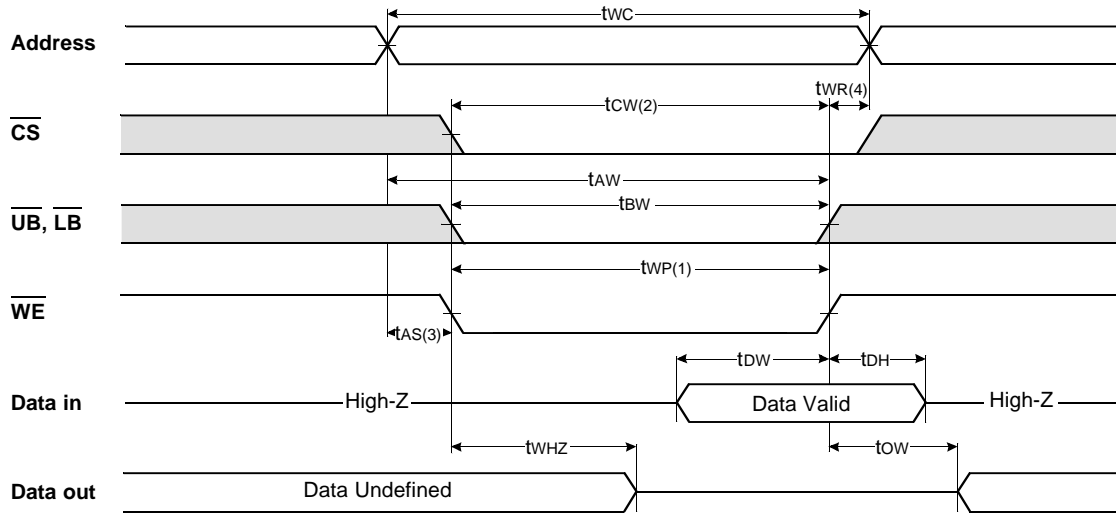 tWC
Address
tCW(2)
tWR(4)
CS
tAW
UB, LB
tBW
tWP(1)
WE
tAS(3)
tDW
tDH
Data in
High-Z
Data Valid
High-Z
tWHZ
tOW
Data out
Data Undefined